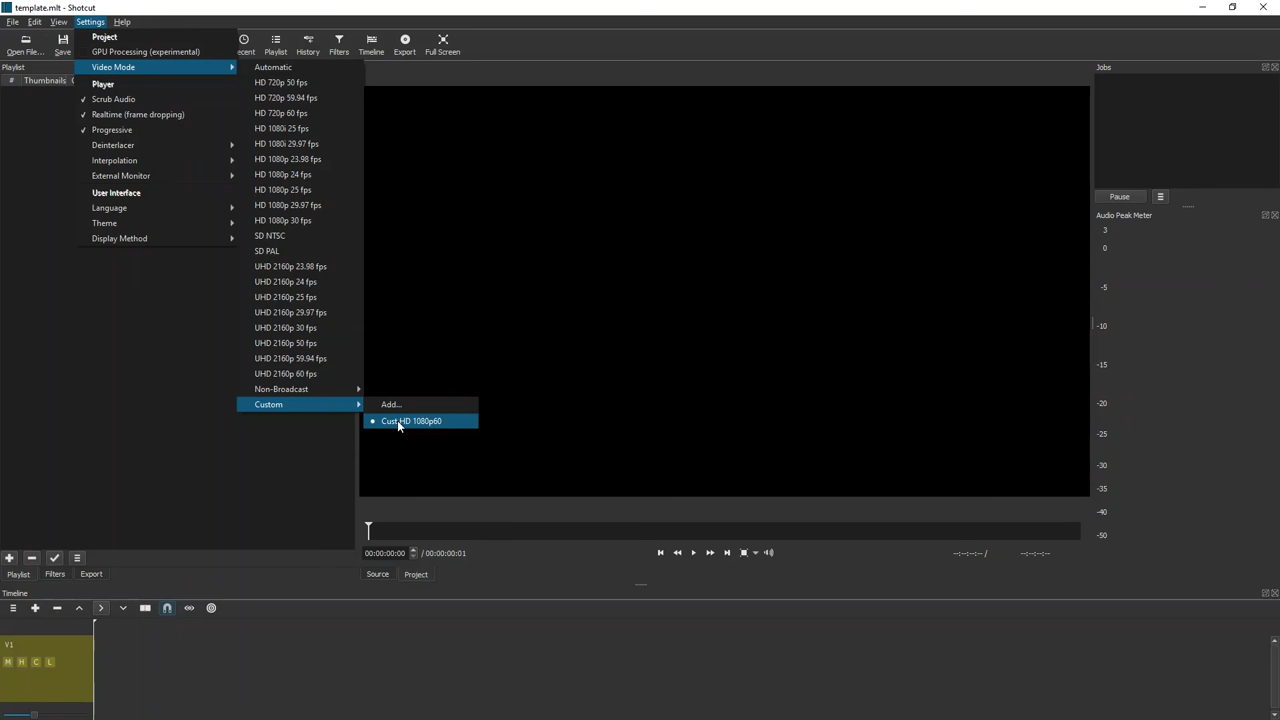 template.mlt - Shotcut
File Edit View Settings Help
Open File... Save Playlist History Filters Timeline Export Full Screen
Project
GPU Processing (experimental)
Video Mode
Player
Scrub Audio
Realtime (frame dropping)
Progressive
Deinterlacer
Interpolation
External Monitor
User Interface
Language
Theme
Display Method
Automatic
HD 720p 50 fps
HD 720p 59.94 fps
HD 720p 60 fps
HD 1080i 25 fps
HD 1080i 29.97 fps
HD 1080p 23.98 fps
HD 1080p 24 fps
HD 1080p 25 fps
HD 1080p 29.97 fps
HD 1080p 30 fps
SD NTSC
SD PAL
UHD 2160p 23.98 fps
UHD 2160p 24 fps
UHD 2160p 25 fps
UHD 2160p 29.97 fps
UHD 2160p 30 fps
UHD 2160p 50 fps
UHD 2160p 59.94 fps
UHD 2160p 60 fps
Non-Broadcast
Custom
Add...
HD 1080p60
Playlist
# Thumbnails
Jobs
Pause
Audio Peak Meter
3
0
-5
-10
-15
-20
-25
-30
-35
-40
-50
00:00:00:00 / 00:00:00:01
--:--:--:-- / --:--:--:--
Playlist Filters Export
Source Project
Timeline
V1
M H C L